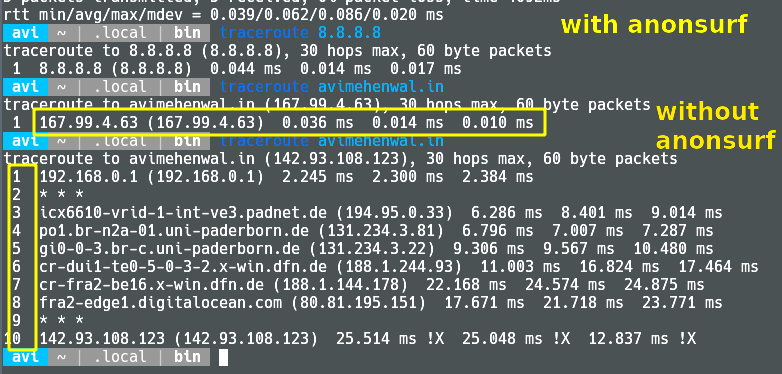 rtt min/avg/max/mdev = 0.039/0.062/0.086/0.020 ms
avi ~ | .local | bin traceroute 8.8.8.8
with anonsurf
traceroute to 8.8.8.8 (8.8.8.8), 30 hops max, 60 byte packets
1 8.8.8.8 (8.8.8.8) 0.044 ms 0.014 ms 0.017 ms
avi ~ | .local | bin traceroute avimehenwal.in
traceroute to avimehenwal.in (167.99.4.63), 30 hops max, 60 byte packets
1 167.99.4.63 (167.99.4.63) 0.036 ms 0.014 ms 0.010 ms
without
anonsurf
avi ~ | .local | bin traceroute avimehenwal.in
traceroute to avimehenwal.in (142.93.108.123), 30 hops max, 60 byte packets
1 192.168.0.1 (192.168.0.1) 2.245 ms 2.300 ms 2.384 ms
2 * * *
3 icx6610-vrid-1-int-ve3.padnet.de (194.95.0.33) 6.286 ms 8.401 ms 9.014 ms
4 po1.br-n2a-01.uni-paderborn.de (131.234.3.81) 6.796 ms 7.007 ms 7.287 ms
5 gi0-0-3.br-c.uni-paderborn.de (131.234.3.22) 9.306 ms 9.567 ms 10.480 ms
6 cr-dui1-te0-5-0-3-2.x-win.dfn.de (188.1.244.93) 11.003 ms 16.824 ms 17.464 ms
7 cr-fra2-be16.x-win.dfn.de (188.1.144.178) 22.168 ms 24.574 ms 24.875 ms
8 fra2-edge1.digitalocean.com (80.81.195.151) 17.671 ms 21.718 ms 23.771 ms
9 * * *
10 142.93.108.123 (142.93.108.123) 25.514 ms !X 25.048 ms !X 12.837 ms !X
avi ~ | .local | bin